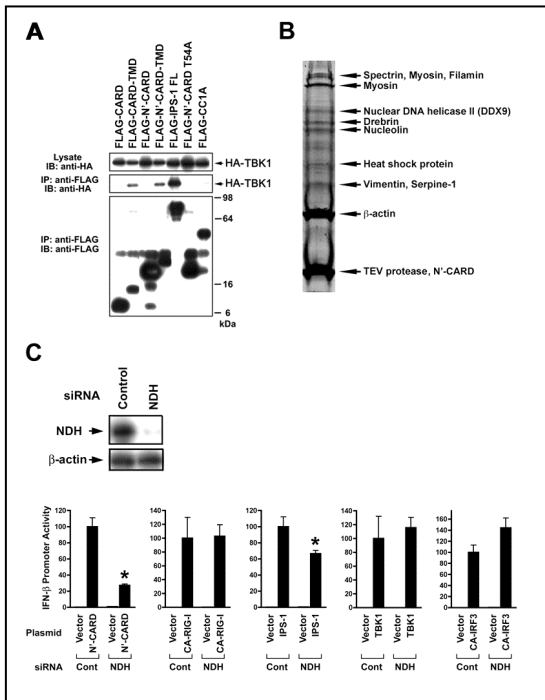 A
FLAG-CARD
FLAG-CARD-TMD
FLAG-N'-CARD
FLAG-N'-CARD-TMD
FLAG-IPS-1 FL
FLAG-N'-CARD T54A
FLAG-CC1A
Lysate
IB: anti-HA
HA-TBK1
IP: anti-FLAG
IB: anti-HA
HA-TBK1
98
64
IP: anti-FLAG
IB: anti-FLAG
16
6
kDa
B
Spectrin, Myosin, Filamin
Myosin
Nuclear DNA helicase II (DDX9)
Drebrin
Nucleolin
Heat shock protein
Vimentin, Serpine-1
β-actin
TEV protease, N'-CARD
C
siRNA
Control
NDH
NDH
β-actin
IFN-β Promoter Activity
120
100
80
60
40
20
0
*
Vector
N'-CARD
Vector
N'-CARD
Cont
NDH
140
120
100
80
60
40
20
0
Vector
CA-RIG-I
Vector
CA-RIG-I
Cont
NDH
120
100
80
60
40
20
0
*
Vector
IPS-1
Vector
IPS-1
Cont
NDH
140
120
100
80
60
40
20
0
Vector
TBK1
Vector
TBK1
Cont
NDH
160
140
120
100
80
60
40
20
0
Vector
CA-IRF3
Vector
CA-IRF3
Cont
NDH
Plasmid
siRNA